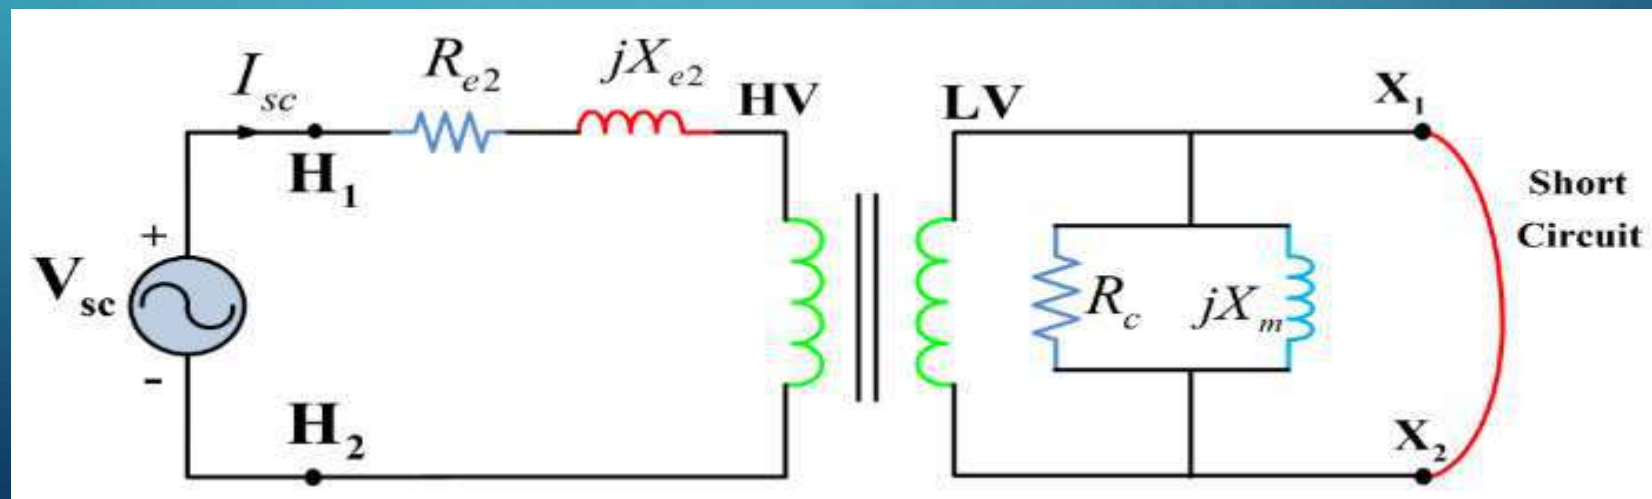 I_sc
R_e2
jX_e2
HV
LV
X_1
H_1
Short
Circuit
+
V_sc
R_c
jX_m
-
H_2
X_2